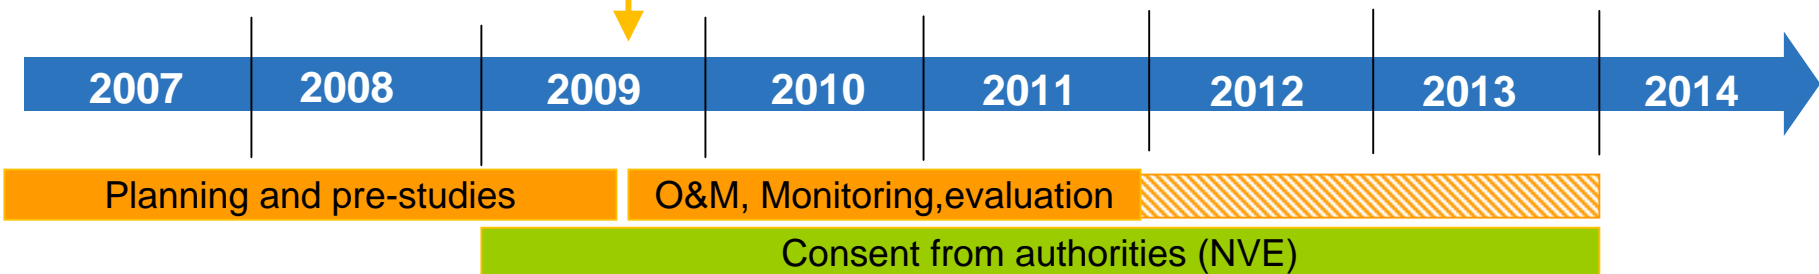 2007 2008 2009 2010 2011 2012 2013 2014
Planning and pre-studies O&M, Monitoring,evaluation
Consent from authorities (NVE)